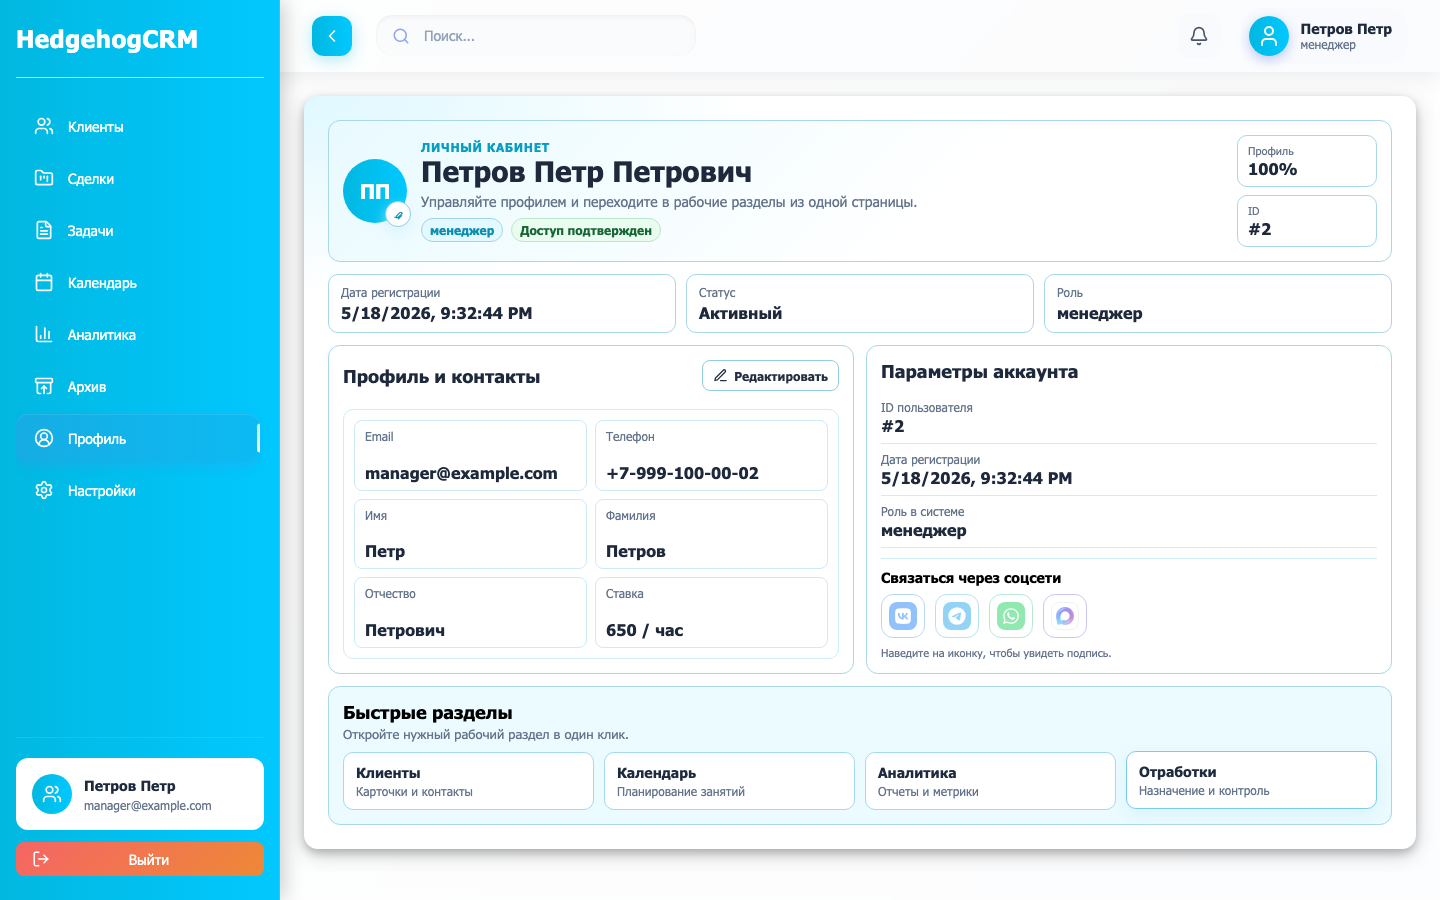 HedgehogCRM
Клиенты
Сделки
Задачи
Календарь
Аналитика
Архив
Профиль
Настройки
Петров Петр
manager@example.com
Выйти
Поиск...
Петров Петр
менеджер
ЛИЧНЫЙ КАБИНЕТ
ПП
Петров Петр Петрович
Управляйте профилем и переходите в рабочие разделы из одной страницы.
менеджер
Доступ подтвержден
Профиль
100%
ID
#2
Дата регистрации
5/18/2026, 9:32:44 PM
Статус
Активный
Роль
менеджер
Профиль и контакты
Редактировать
Email
manager@example.com
Телефон
+7-999-100-00-02
Имя
Петр
Фамилия
Петров
Отчество
Петрович
Ставка
650 / час
Параметры аккаунта
ID пользователя
#2
Дата регистрации
5/18/2026, 9:32:44 PM
Роль в системе
менеджер
Связаться через соцсети
Наведите на иконку, чтобы увидеть подпись.
Быстрые разделы
Откройте нужный рабочий раздел в один клик.
Клиенты
Карточки и контакты
Календарь
Планирование занятий
Аналитика
Отчеты и метрики
Отработки
Назначение и контроль